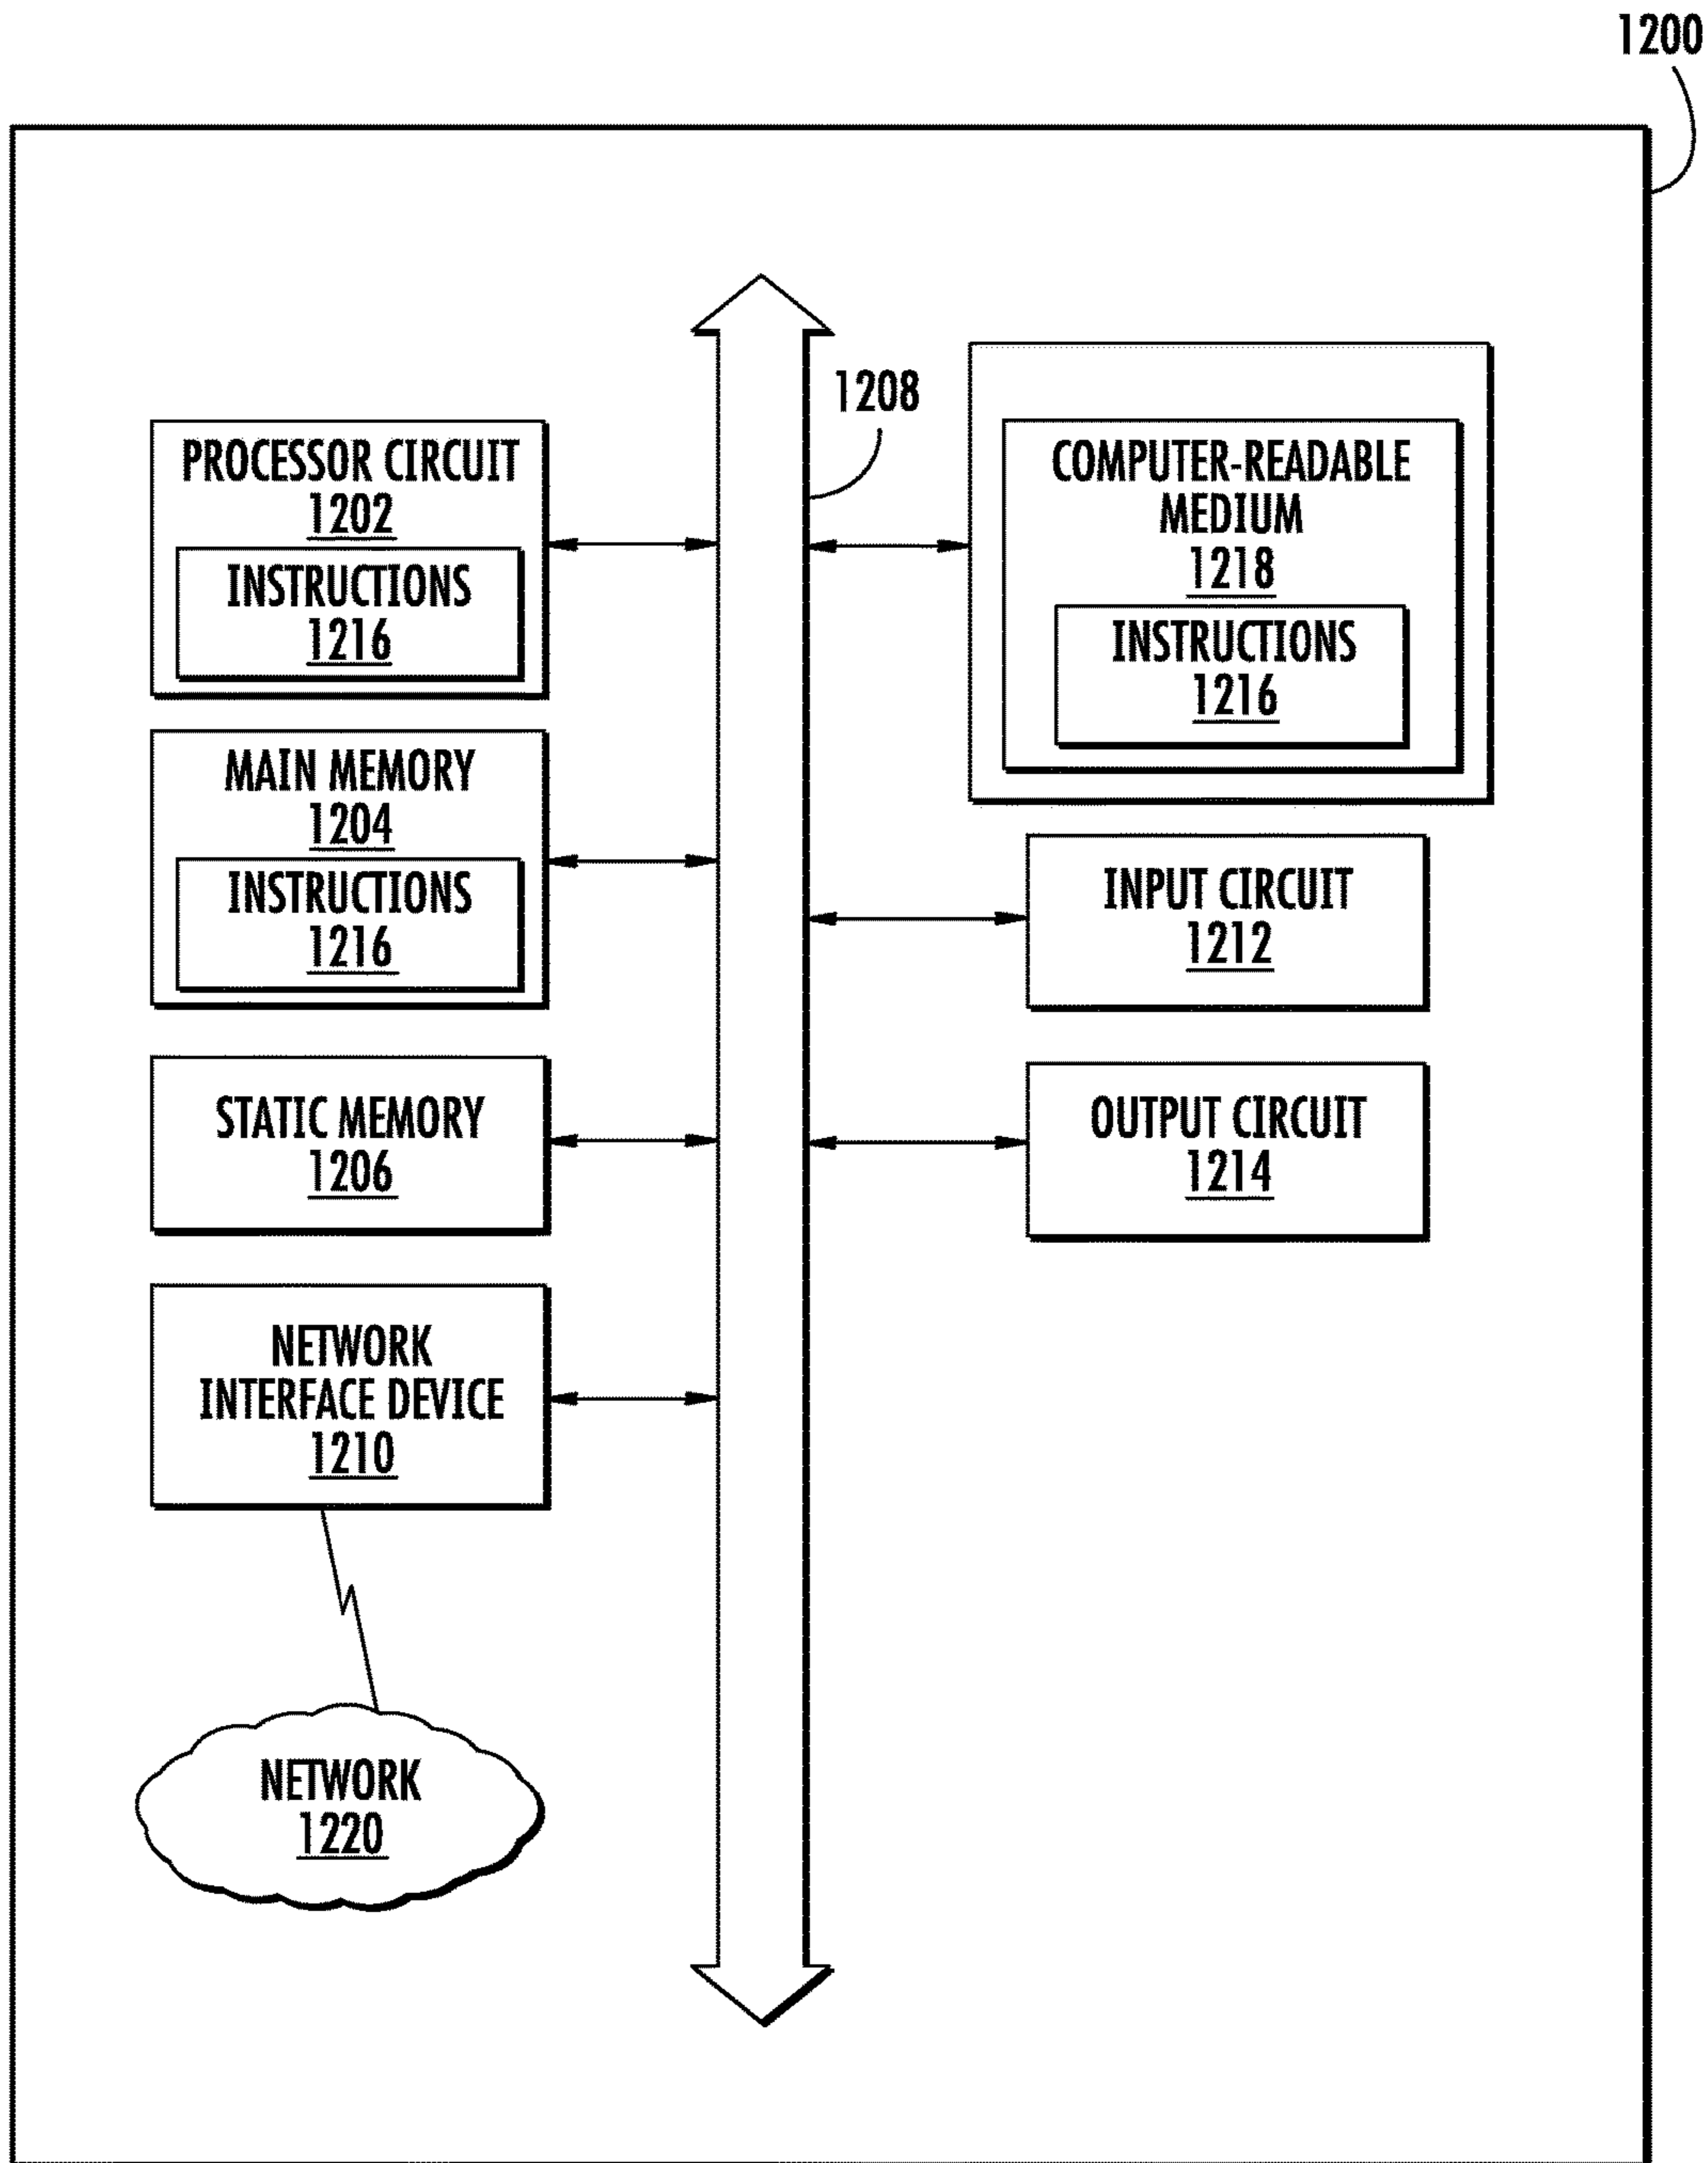 1200
1208
PROCESSOR CIRCUIT
1202
INSTRUCTIONS
1216
MAIN MEMORY
1204
INSTRUCTIONS
1216
STATIC MEMORY
1206
NETWORK
INTERFACE DEVICE
1210
NETWORK
1220
COMPUTER-READABLE
MEDIUM
1218
INSTRUCTIONS
1216
INPUT CIRCUIT
1212
OUTPUT CIRCUIT
1214